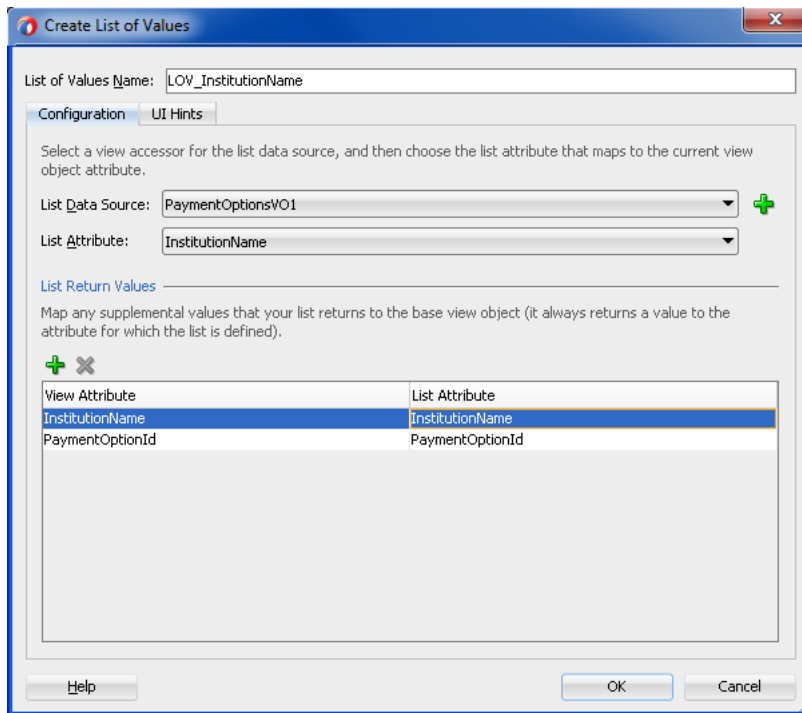 Create List of Values
List of Values Name: LOV_InstitutionName
Configuration UI Hints
Select a view accessor for the list data source, and then choose the list attribute that maps to the current view
object attribute.
List Data Source: PaymentOptionsVO1
List Attribute: InstitutionName
List Return Values
Map any supplemental values that your list returns to the base view object (it always returns a value to the
attribute for which the list is defined).
View Attribute List Attribute
InstitutionName InstitutionName
PaymentOptionId PaymentOptionId
Help OK Cancel